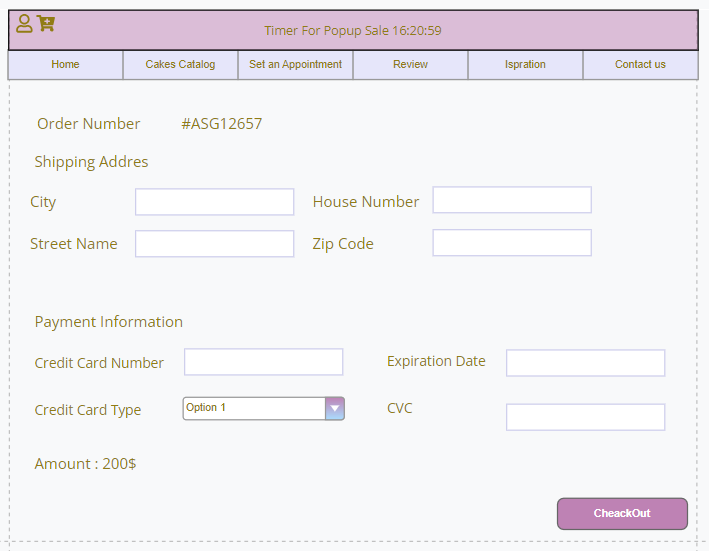 Timer For Popup Sale 16:20:59
Home Cakes Catalog Set an Appointment Review Ispration Contact us
Order Number #ASG12657
Shipping Addres
City House Number
Street Name Zip Code
Payment Information
Credit Card Number Expiration Date
Credit Card Type Option 1 CVC
Amount : 200$
CheackOut